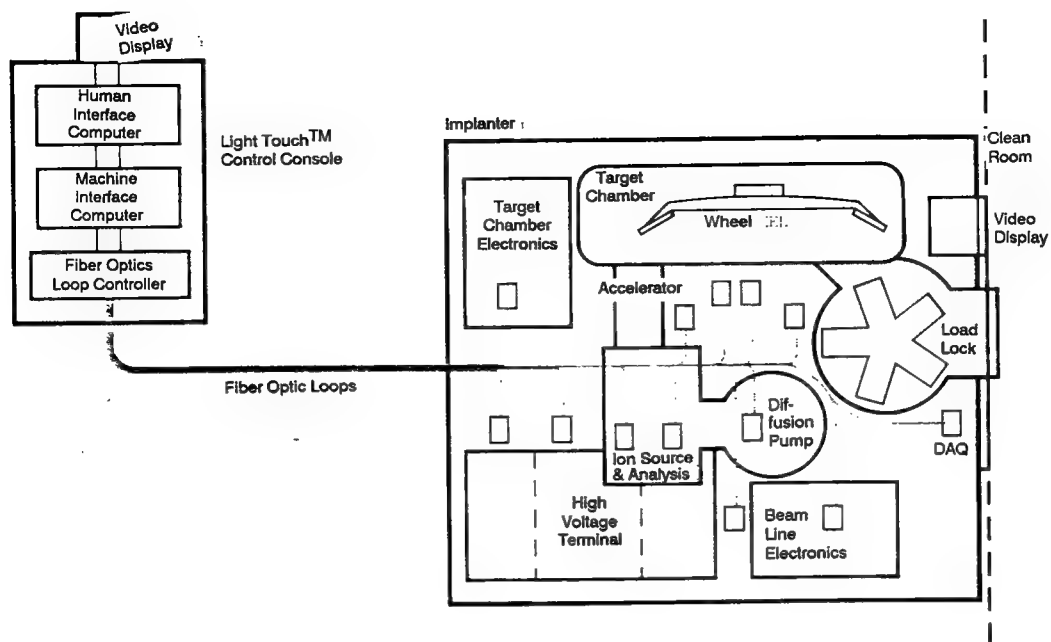 Video
Display
Human
Interface
Computer
Machine
Interface
Computer
Fiber Optics
Loop Controller
Light Touch™
Control Console
Fiber Optic Loops
Implanter
Target
Chamber
Electronics
Target
Chamber
Wheel
Accelerator
Clean
Room
Video
Display
Load
Lock
Dif-
fusion
Pump
DAQ
Ion Source
& Analysis
High
Voltage
Terminal
Beam
Line
Electronics